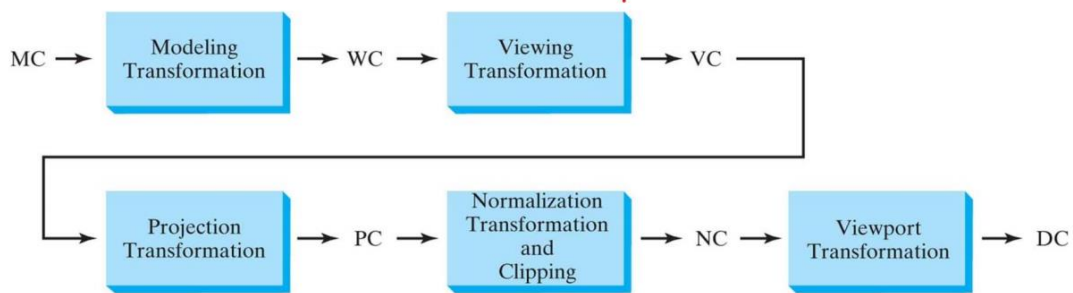 MC
Modeling
Transformation
WC
Viewing
Transformation
VC
Projection
Transformation
PC
Normalization
Transformation
and
Clipping
NC
Viewport
Transformation
DC